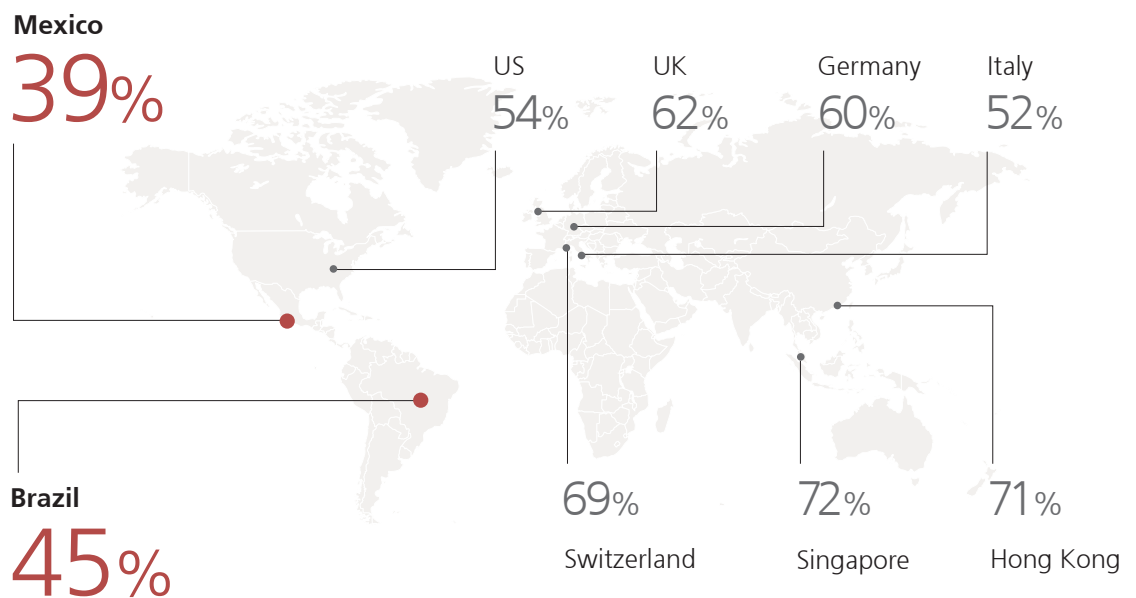 Mexico
39%
US
54%
UK
62%
Germany
60%
Italy
52%
Brazil
45%
69%
Switzerland
72%
Singapore
71%
Hong Kong